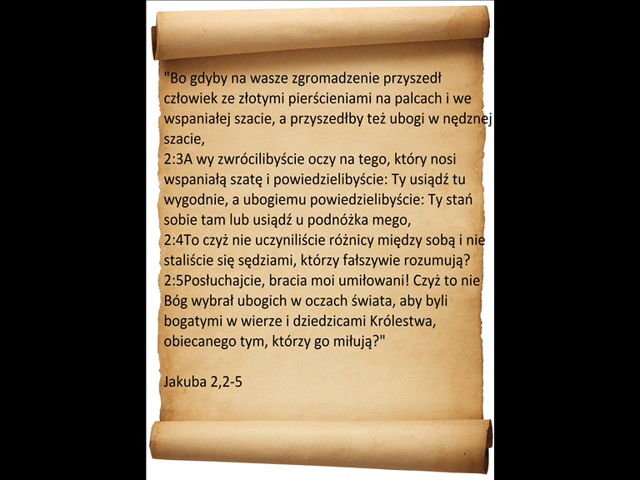 "Bo gdyby na wasze zgromadzenie przyszedł
człowiek ze złotymi pierścieniami na palcach i we
wspaniałej szacie, a przyszedłby też ubogi w nędznej
szacie,
2:3A wy zwrócilibyście oczy na tego, który nosi
wspaniałą szatę i powiedzielibyście: Ty usiądź tu
wygodnie, a ubogiemu powiedzielibyście: Ty stań
sobie tam lub usiądź u podnóżka mego,
2:4To czyż nie uczyniliście różnicy między sobą i nie
staliście się sędziami, którzy fałszywie rozumują?
2:5Posłuchajcie, bracia moi umiłowani! Czyż to nie
Bóg wybrał ubogich w oczach świata, aby byli
bogatymi w wierze i dziedzicami Królestwa,
obiecanego tym, którzy go miłują?"
Jakuba 2,2-5